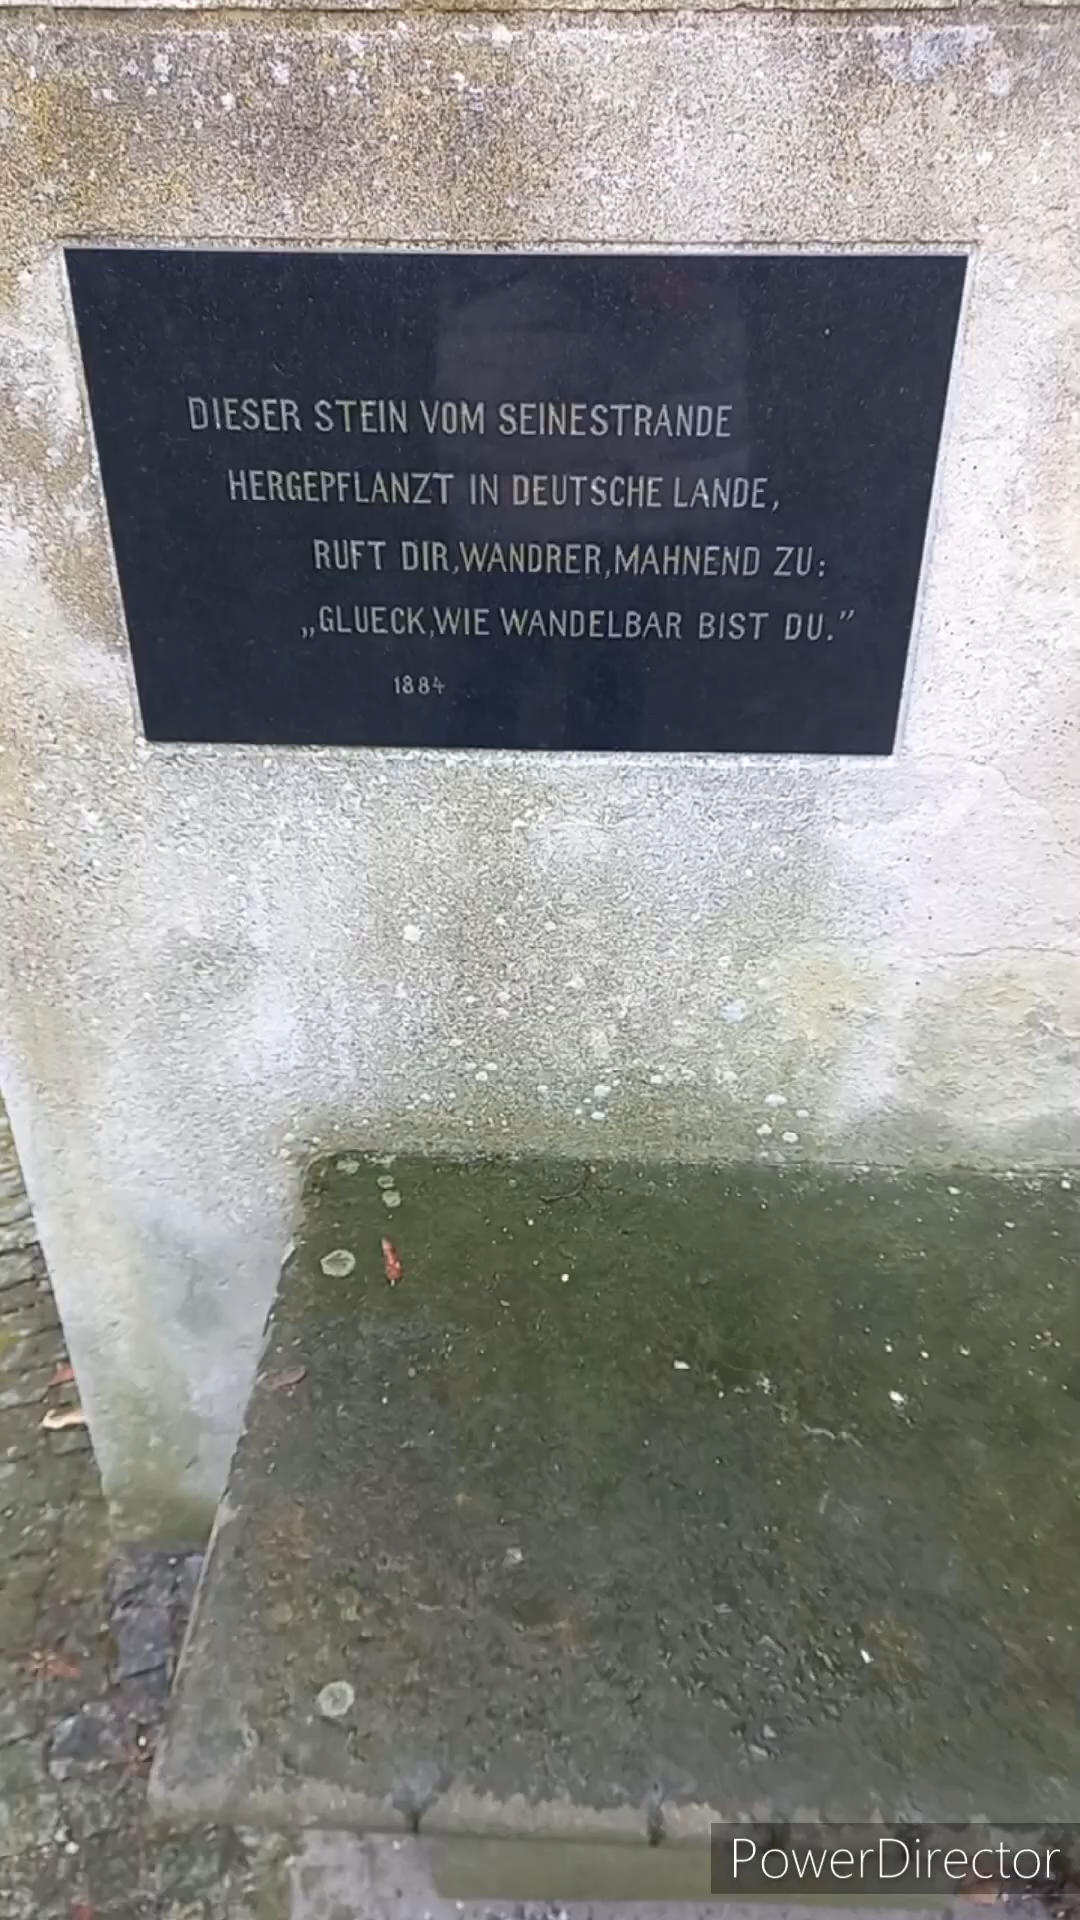 DIESER STEIN VOM SEINESTRANDE
HERGEPFLANZT IN DEUTSCHE LANDE,
RUFT DIR, WANDRER, MAHNEND ZU:
„GLUECK, WIE WANDELBAR BIST DU.”
1884
PowerDirector